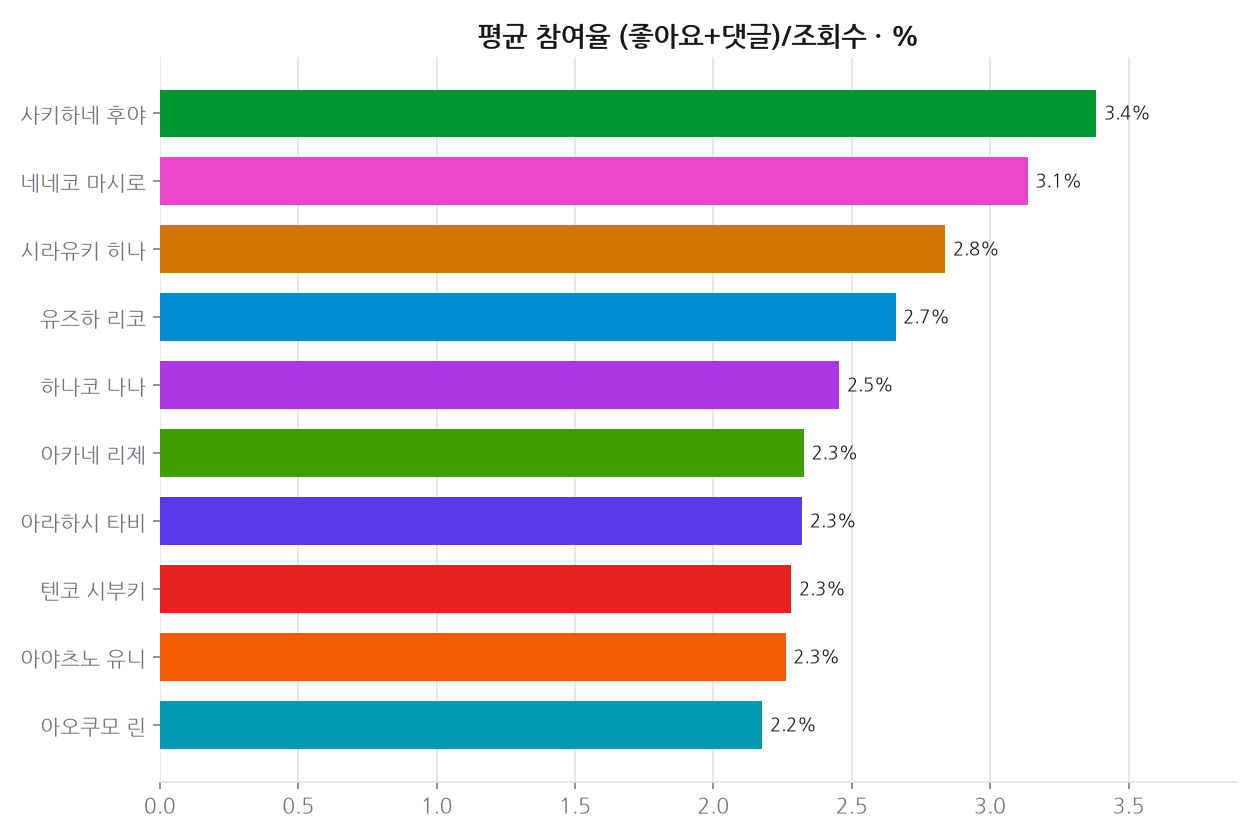 평균 참여율 (좋아요+댓글)/조회수 · %
사키하네 후야 3.4%
네네코 마시로 3.1%
시라유키 히나 2.8%
유즈하 리코 2.7%
하나코 나나 2.5%
아카네 리제 2.3%
아라하시 타비 2.3%
텐코 시부키 2.3%
아야츠노 유니 2.3%
아오쿠모 린 2.2%
0.0 0.5 1.0 1.5 2.0 2.5 3.0 3.5